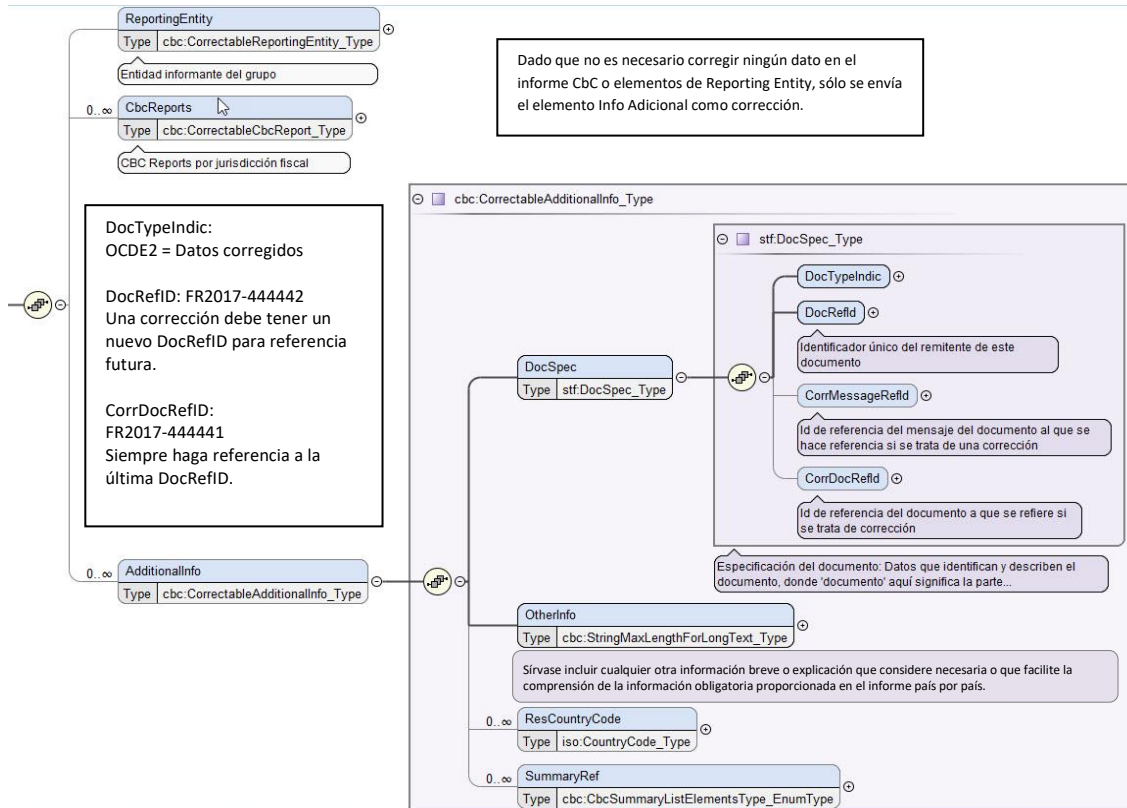 ReportingEntity
Type cbc:CorrectableReportingEntity_Type
Entidad informante del grupo
0..∞
CbcReports
Type cbc:CorrectableCbcReport_Type
CBC Reports por jurisdicción fiscal
Dado que no es necesario corregir ningún dato en el
informe CbC o elementos de Reporting Entity, sólo se envía
el elemento Info Adicional como corrección.
DocTypeIndic:
OCDE2 = Datos corregidos
DocRefID: FR2017-444442
Una corrección debe tener un
nuevo DocRefID para referencia
futura.
CorrDocRefID:
FR2017-444441
Siempre haga referencia a la
última DocRefID.
0..∞
AdditionalInfo
Type cbc:CorrectableAdditionalInfo_Type
cbc:CorrectableAdditionalInfo_Type
DocSpec
Type stf:DocSpec_Type
stf:DocSpec_Type
DocTypeIndic
DocRefId
Identificador único del remitente de este
documento
CorrMessageRefId
Id de referencia del mensaje del documento al que se
hace referencia si se trata de una corrección
CorrDocRefId
Id de referencia del documento a que se refiere si
se trata de corrección
Especificación del documento: Datos que identifican y describen el
documento, donde 'documento' aquí significa la parte...
OtherInfo
Type cbc:StringMaxLengthForLongText_Type
Sírvase incluir cualquier otra información breve o explicación que considere necesaria o que facilite la
comprensión de la información obligatoria proporcionada en el informe país por país.
0..∞
ResCountryCode
Type iso:CountryCode_Type
0..∞
SummaryRef
Type cbc:CbcSummaryListElementsType_EnumType